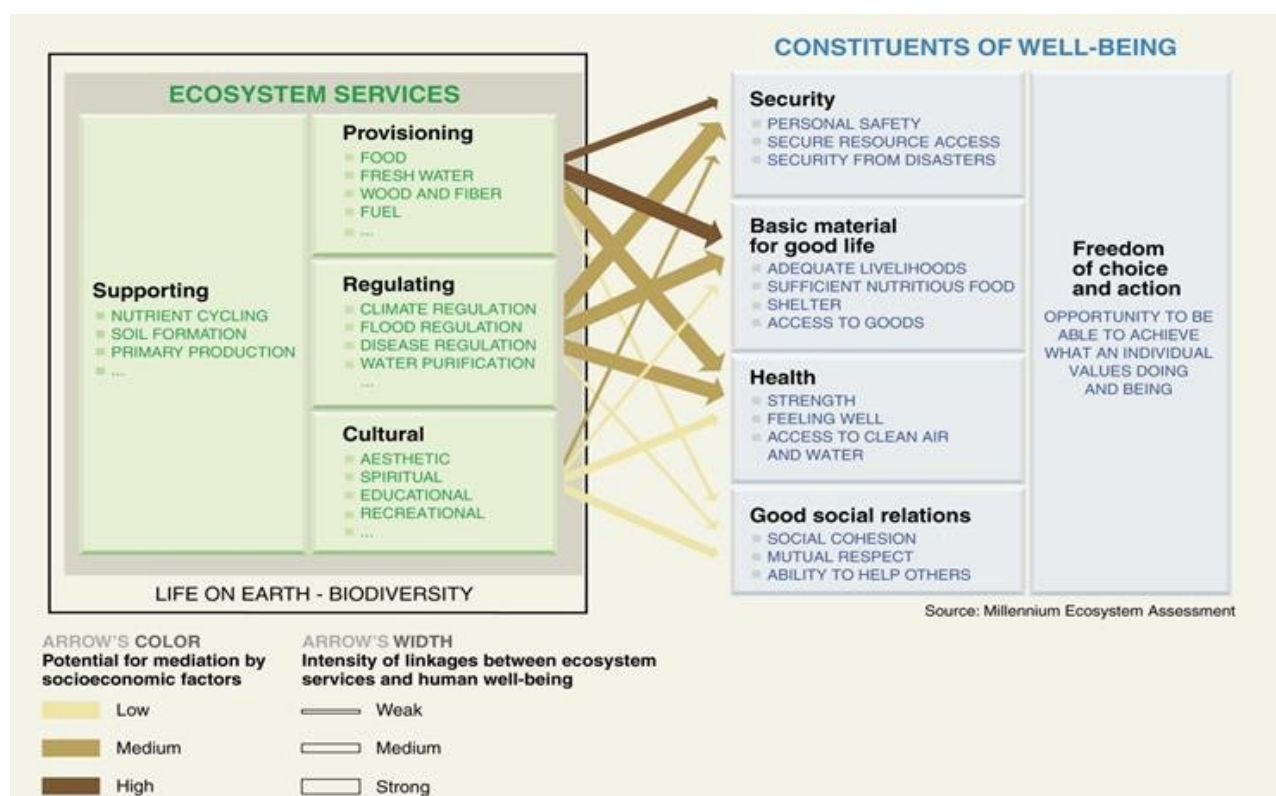 CONSTITUENTS OF WELL-BEING
ECOSYSTEM SERVICES
Supporting
NUTRIENT CYCLING
SOIL FORMATION
PRIMARY PRODUCTION
...
Provisioning
FOOD
FRESH WATER
WOOD AND FIBER
FUEL
...
Regulating
CLIMATE REGULATION
FLOOD REGULATION
DISEASE REGULATION
WATER PURIFICATION
...
Cultural
AESTHETIC
SPIRITUAL
EDUCATIONAL
RECREATIONAL
...
LIFE ON EARTH - BIODIVERSITY
Security
PERSONAL SAFETY
SECURE RESOURCE ACCESS
SECURITY FROM DISASTERS
Basic material
for good life
ADEQUATE LIVELIHOODS
SUFFICIENT NUTRITIOUS FOOD
SHELTER
ACCESS TO GOODS
Health
STRENGTH
FEELING WELL
ACCESS TO CLEAN AIR
AND WATER
Good social relations
SOCIAL COHESION
MUTUAL RESPECT
ABILITY TO HELP OTHERS
Freedom
of choice
and action
OPPORTUNITY TO BE
ABLE TO ACHIEVE
WHAT AN INDIVIDUAL
VALUES DOING
AND BEING
Source: Millennium Ecosystem Assessment
ARROW'S COLOR
Potential for mediation by
socioeconomic factors
Low
Medium
High
ARROW'S WIDTH
Intensity of linkages between ecosystem
services and human well-being
Weak
Medium
Strong